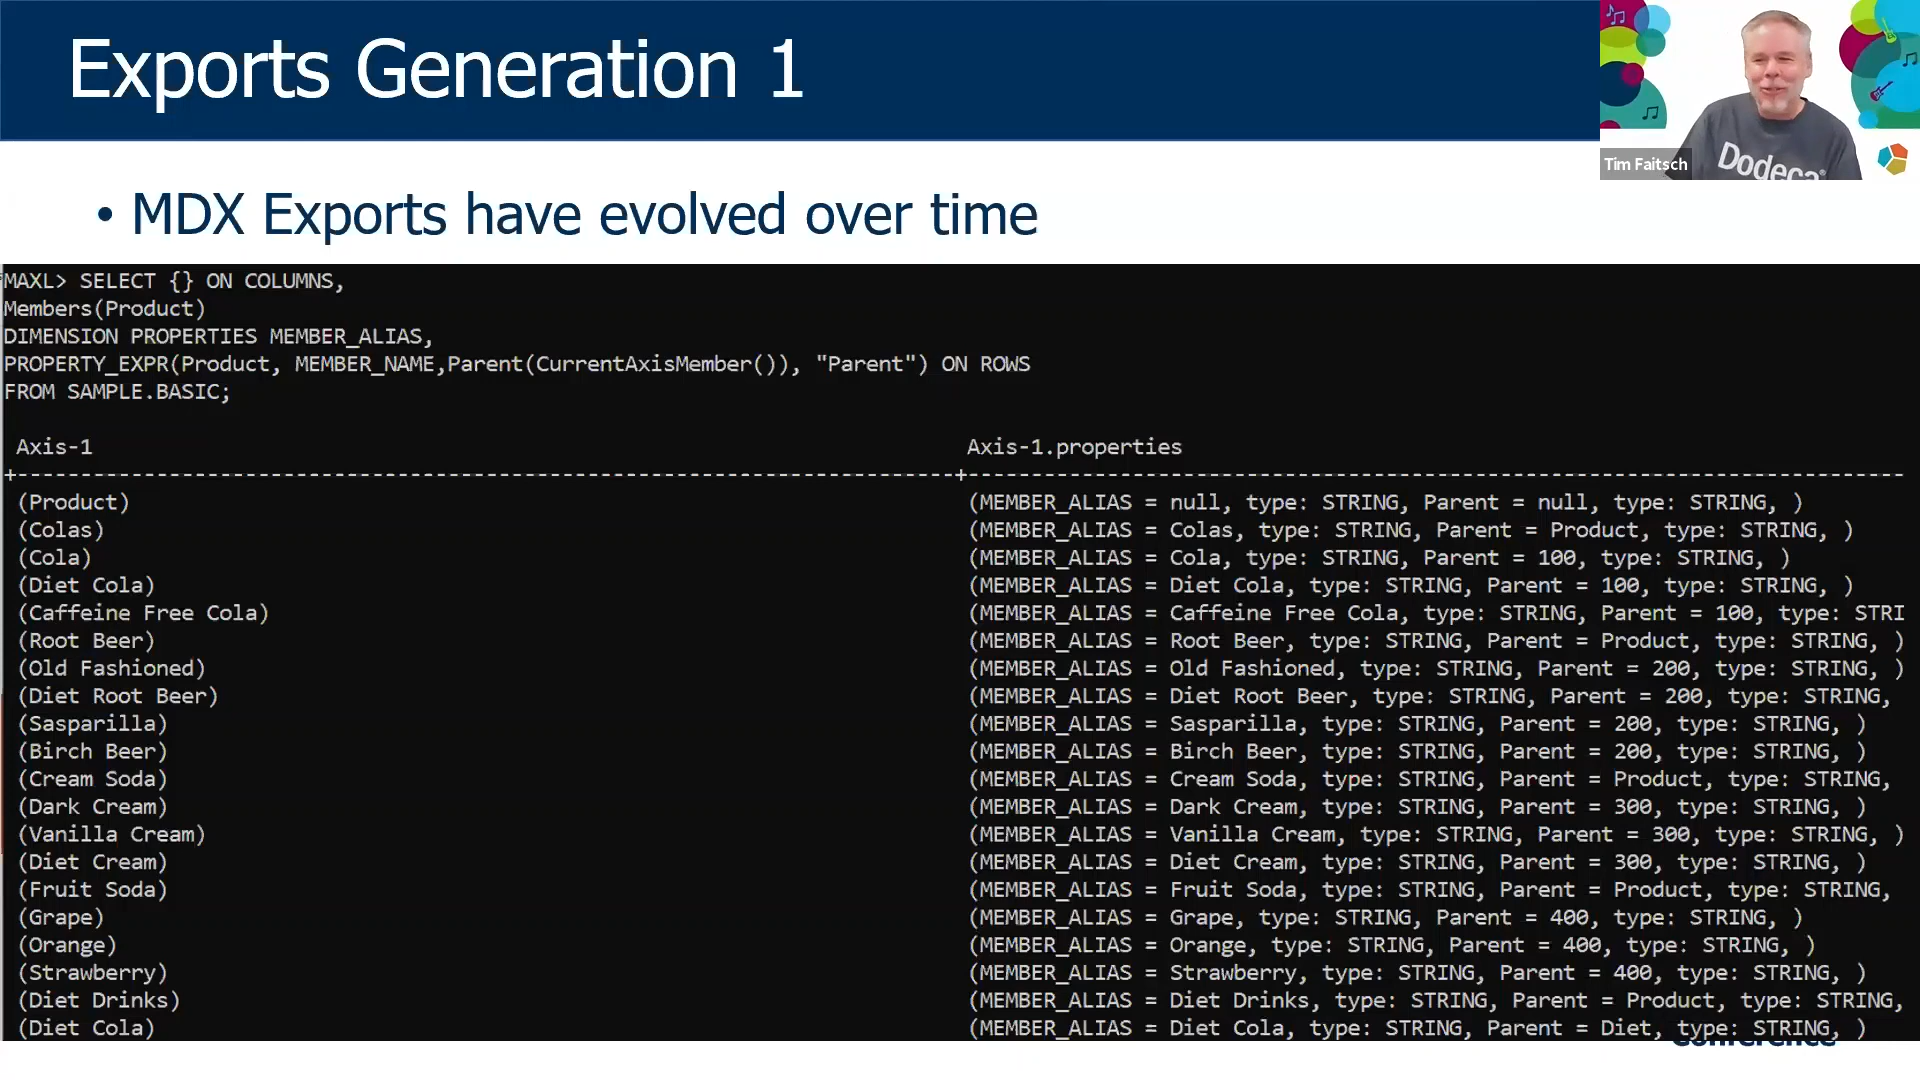 Exports Generation 1
Tim Faitsch
Dodeca
• MDX Exports have evolved over time
MAXL> SELECT {} ON COLUMNS,
Members(Product)
DIMENSION PROPERTIES MEMBER_ALIAS,
PROPERTY_EXPR(Product, MEMBER_NAME,Parent(CurrentAxisMember()), "Parent") ON ROWS
FROM SAMPLE.BASIC;
Axis-1 Axis-1.properties
(Product) (MEMBER_ALIAS = null, type: STRING, Parent = null, type: STRING, )
(Colas) (MEMBER_ALIAS = Colas, type: STRING, Parent = Product, type: STRING, )
(Cola) (MEMBER_ALIAS = Cola, type: STRING, Parent = 100, type: STRING, )
(Diet Cola) (MEMBER_ALIAS = Diet Cola, type: STRING, Parent = 100, type: STRING, )
(Caffeine Free Cola) (MEMBER_ALIAS = Caffeine Free Cola, type: STRING, Parent = 100, type: STRI
(Root Beer) (MEMBER_ALIAS = Root Beer, type: STRING, Parent = Product, type: STRING, )
(Old Fashioned) (MEMBER_ALIAS = Old Fashioned, type: STRING, Parent = 200, type: STRING, )
(Diet Root Beer) (MEMBER_ALIAS = Diet Root Beer, type: STRING, Parent = 200, type: STRING,
(Sasparilla) (MEMBER_ALIAS = Sasparilla, type: STRING, Parent = 200, type: STRING, )
(Birch Beer) (MEMBER_ALIAS = Birch Beer, type: STRING, Parent = 200, type: STRING, )
(Cream Soda) (MEMBER_ALIAS = Cream Soda, type: STRING, Parent = Product, type: STRING,
(Dark Cream) (MEMBER_ALIAS = Dark Cream, type: STRING, Parent = 300, type: STRING, )
(Vanilla Cream) (MEMBER_ALIAS = Vanilla Cream, type: STRING, Parent = 300, type: STRING, )
(Diet Cream) (MEMBER_ALIAS = Diet Cream, type: STRING, Parent = 300, type: STRING, )
(Fruit Soda) (MEMBER_ALIAS = Fruit Soda, type: STRING, Parent = Product, type: STRING,
(Grape) (MEMBER_ALIAS = Grape, type: STRING, Parent = 400, type: STRING, )
(Orange) (MEMBER_ALIAS = Orange, type: STRING, Parent = 400, type: STRING, )
(Strawberry) (MEMBER_ALIAS = Strawberry, type: STRING, Parent = 400, type: STRING, )
(Diet Drinks) (MEMBER_ALIAS = Diet Drinks, type: STRING, Parent = Product, type: STRING,
(Diet Cola) (MEMBER_ALIAS = Diet Cola, type: STRING, Parent = Diet, type: STRING, )
Conference